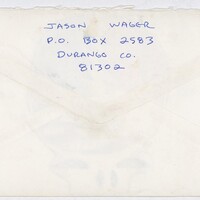 JASON WAGER
P.O. BOX 2583
DURANGO CO.
81302